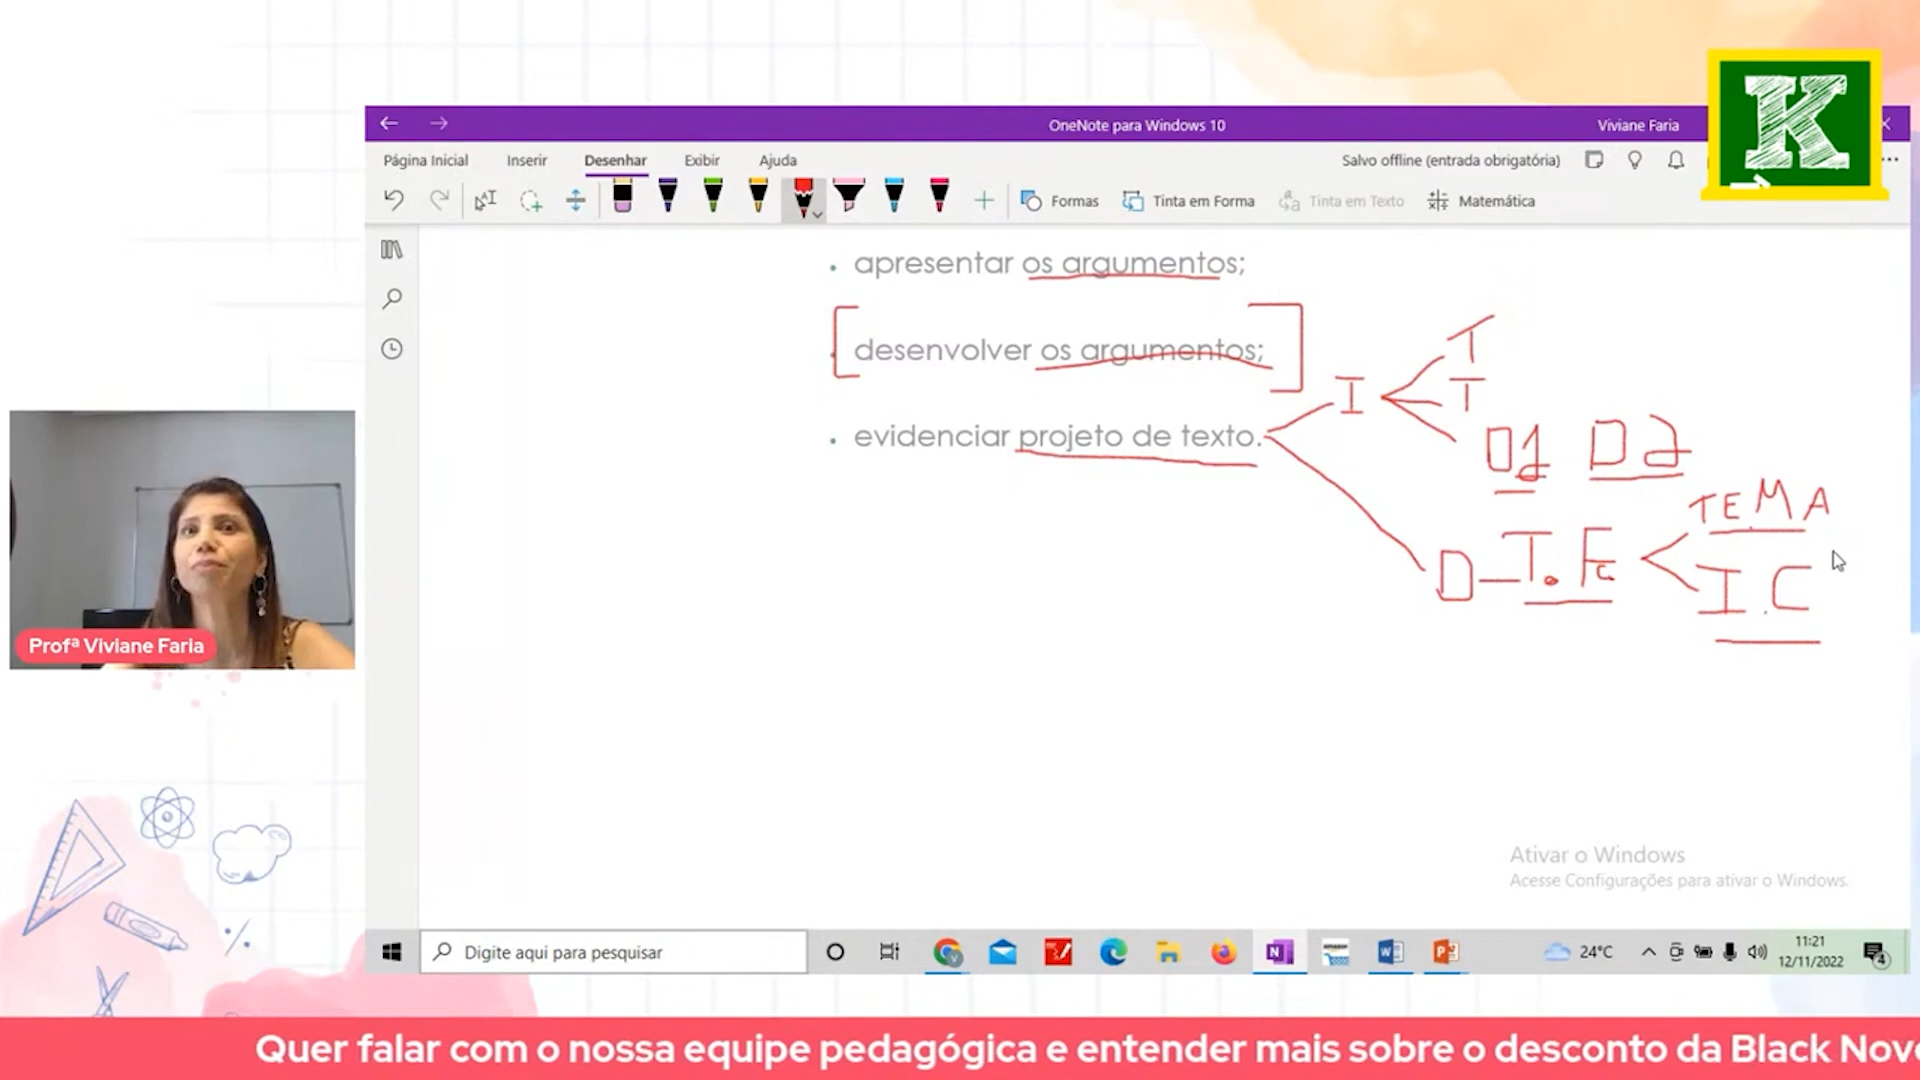 K
OneNote para Windows 10
Viviane Faria
Página Inicial Inserir Desenhar Exibir Ajuda
Salvo offline (entrada obrigatória)
Formas Tinta em Forma Tinta em Texto Matemática
apresentar os argumentos;
desenvolver os argumentos;
evidenciar projeto de texto.
I
T
T
D1 D2
D T.F.
TEMA
I.C
Profª Viviane Faria
Ativar o Windows
Acesse Configurações para ativar o Windows.
Digite aqui para pesquisar
24°C
11:21
12/11/2022
4
Quer falar com o nossa equipe pedagógica e entender mais sobre o desconto da Black Nov